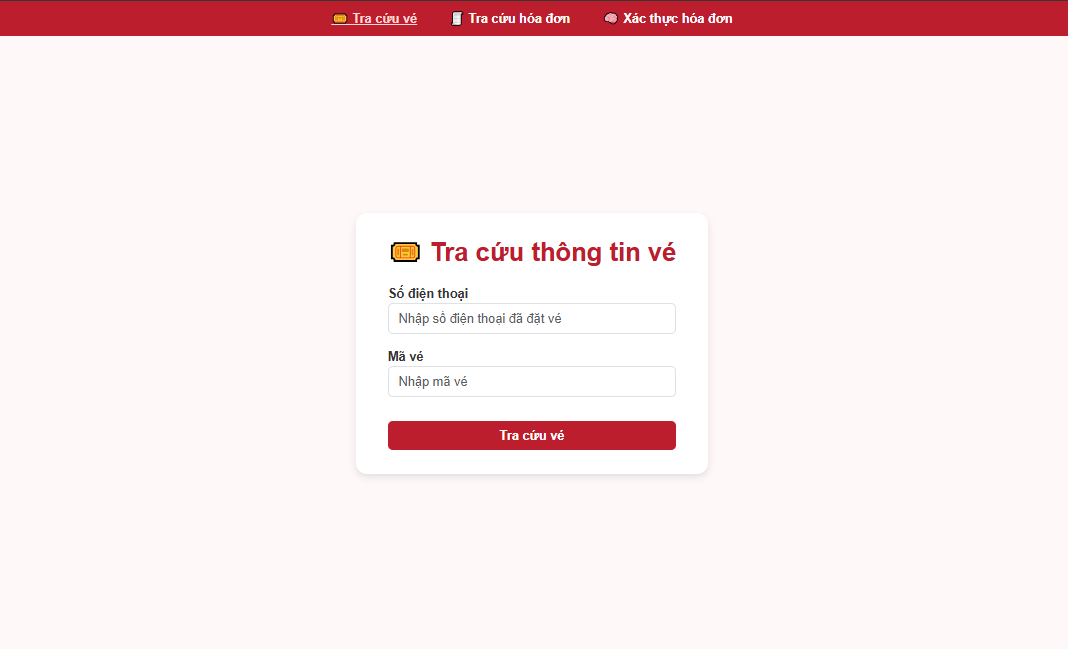 Tra cứu vé
Tra cứu hóa đơn
Xác thực hóa đơn
Tra cứu thông tin vé
Số điện thoại
Nhập số điện thoại đã đặt vé
Mã vé
Nhập mã vé
Tra cứu vé